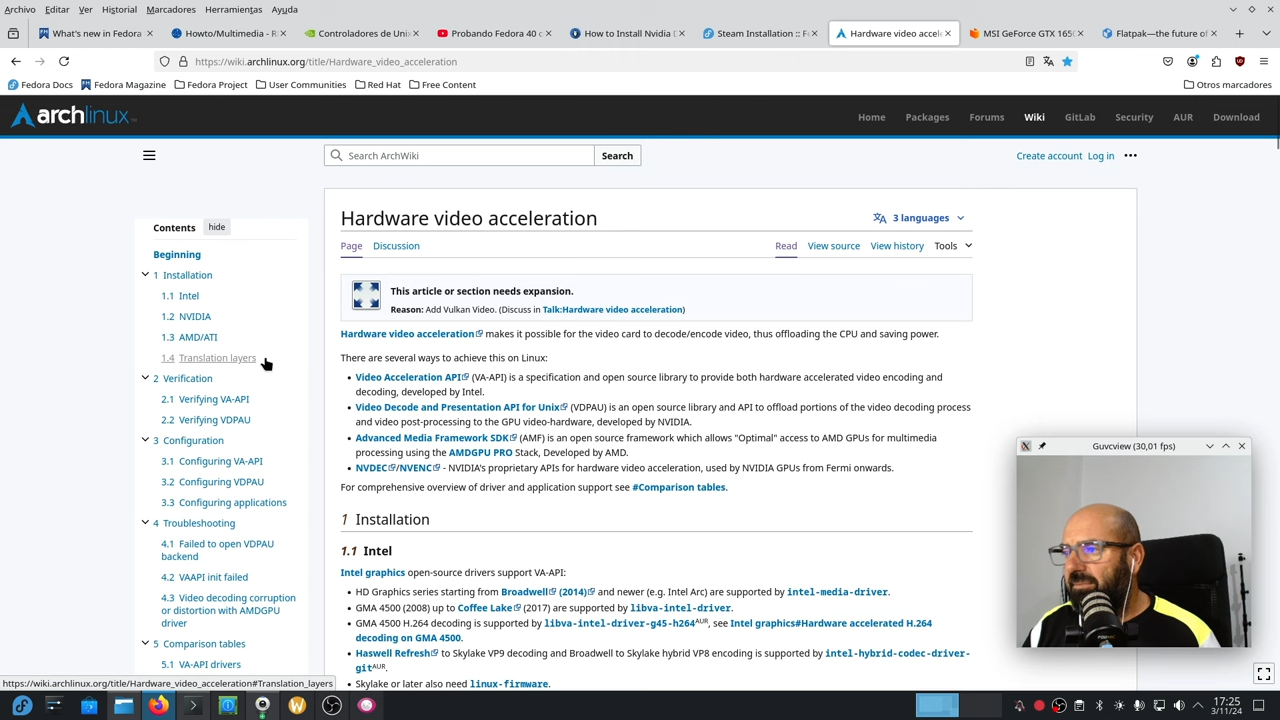 Archivo Editar Ver Historial Marcadores Herramientas Ayuda
What's new in Fedora Howto/Multimedia - RP Controladores de Unix Probando Fedora 40 c How to Install Nvidia D Steam Installation :: Fe Hardware video accele MSI GeForce GTX 1650 Flatpak—the future of
https://wiki.archlinux.org/title/Hardware_video_acceleration
Fedora Docs Fedora Magazine Fedora Project User Communities Red Hat Free Content Otros marcadores
archlinux Home Packages Forums Wiki GitLab Security AUR Download
Search ArchWiki Search Create account Log in
Contents hide
Beginning
1 Installation
1.1 Intel
1.2 NVIDIA
1.3 AMD/ATI
1.4 Translation layers
2 Verification
2.1 Verifying VA-API
2.2 Verifying VDPAU
3 Configuration
3.1 Configuring VA-API
3.2 Configuring VDPAU
3.3 Configuring applications
4 Troubleshooting
4.1 Failed to open VDPAU
backend
4.2 VAAPI init failed
4.3 Video decoding corruption
or distortion with AMDGPU
driver
5 Comparison tables
5.1 VA-API drivers
Hardware video acceleration 3 languages
Page Discussion Read View source View history Tools
This article or section needs expansion.
Reason: Add Vulkan Video. (Discuss in Talk:Hardware video acceleration)
Hardware video acceleration makes it possible for the video card to decode/encode video, thus offloading the CPU and saving power.
There are several ways to achieve this on Linux:
• Video Acceleration API (VA-API) is a specification and open source library to provide both hardware accelerated video encoding and
decoding, developed by Intel.
• Video Decode and Presentation API for Unix (VDPAU) is an open source library and API to offload portions of the video decoding process
and video post-processing to the GPU video-hardware, developed by NVIDIA.
• Advanced Media Framework SDK (AMF) is an open source framework which allows "Optimal" access to AMD GPUs for multimedia
processing using the AMDGPU PRO Stack, Developed by AMD.
• NVDEC/NVENC - NVIDIA's proprietary APIs for hardware video acceleration, used by NVIDIA GPUs from Fermi onwards.
For comprehensive overview of driver and application support see #Comparison tables.
1 Installation
1.1 Intel
Intel graphics open-source drivers support VA-API:
• HD Graphics series starting from Broadwell (2014) and newer (e.g. Intel Arc) are supported by intel-media-driver.
• GMA 4500 (2008) up to Coffee Lake (2017) are supported by libva-intel-driver.
• GMA 4500 H.264 decoding is supported by libva-intel-driver-g45-h264AUR, see Intel graphics#Hardware accelerated H.264
decoding on GMA 4500.
• Haswell Refresh to Skylake VP9 decoding and Broadwell to Skylake hybrid VP8 encoding is supported by intel-hybrid-codec-driver-
gitAUR.
• Skylake or later also need linux-firmware.
Guvcview (30,01 fps)
https://wiki.archlinux.org/title/Hardware_video_acceleration#Translation_layers
17:25
3/11/24